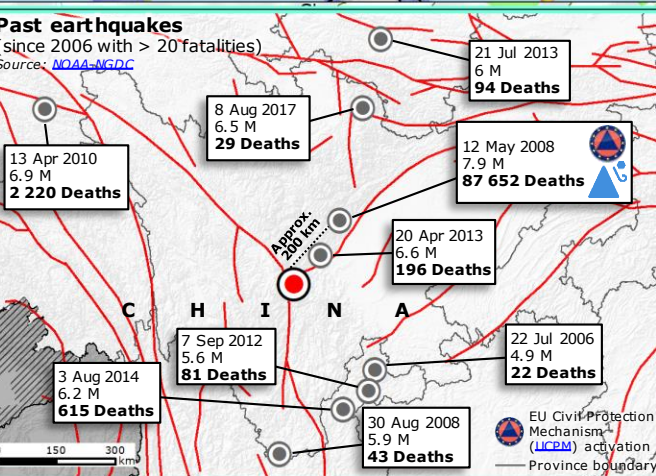 Past earthquakes
(since 2006 with > 20 fatalities)
Source: NOAA-NGDC
21 Jul 2013
6 M
94 Deaths
8 Aug 2017
6.5 M
29 Deaths
12 May 2008
7.9 M
87 652 Deaths
13 Apr 2010
6.9 M
2 220 Deaths
Approx.
200 km
20 Apr 2013
6.6 M
196 Deaths
C H I N A
7 Sep 2012
5.6 M
81 Deaths
22 Jul 2006
4.9 M
22 Deaths
3 Aug 2014
6.2 M
615 Deaths
30 Aug 2008
5.9 M
43 Deaths
EU Civil Protection
Mechanism
(UCPM) activation
Province boundary
150 300
km